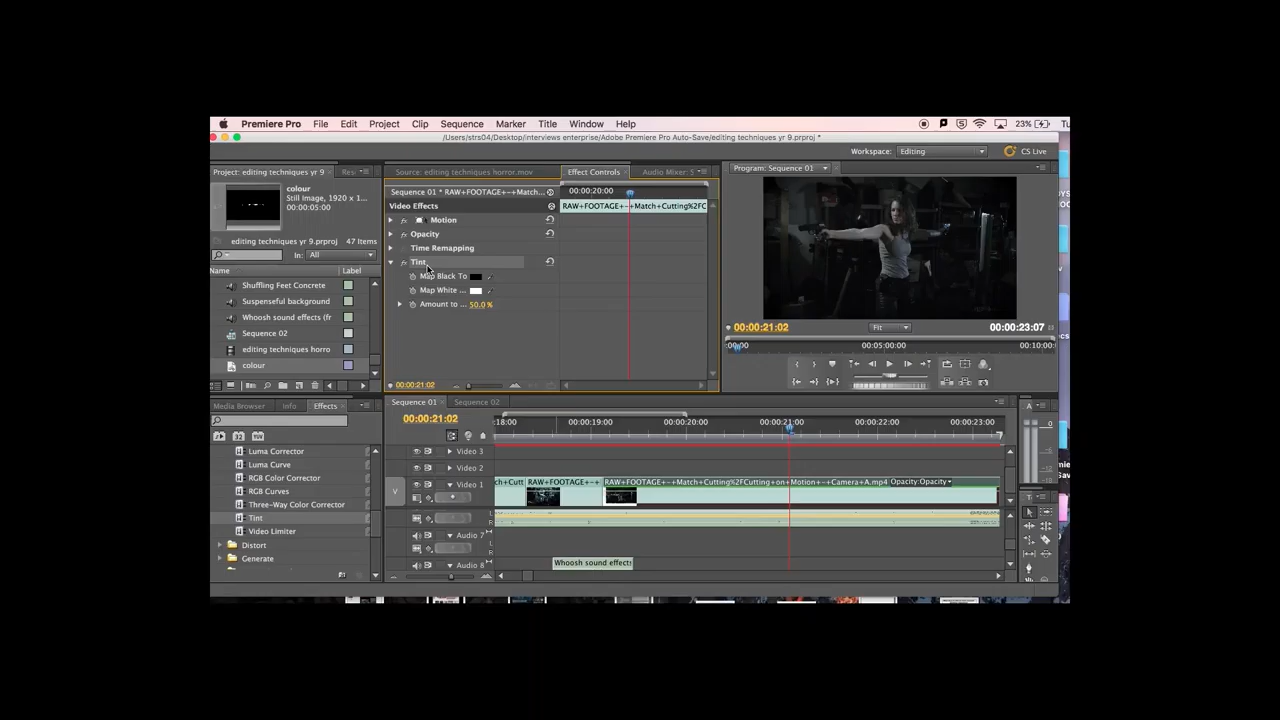 Premiere Pro File Edit Project Clip Sequence Marker Title Window Help 23% Tu
/Users/strs04/Desktop/interviews enterprise/Adobe Premiere Pro Auto-Save/editing techniques yr 9.prproj *
Workspace: Editing CS Live
Project: editing techniques yr 9
colour
Still Image, 1920 x 1...
00:00:05:00
editing techniques yr 9.prproj 47 Items
In: All
Name Label
Shuffling Feet Concrete
Suspenseful background
Whoosh sound effects (fr
Sequence 02
editing techniques horro
colour
Source: editing techniques horror.mov Effect Controls Audio Mixer: S
Sequence 01 * RAW+FOOTAGE+-+Match... 00:00:20:00
Video Effects RAW+FOOTAGE+-+Match+Cutting%2FC
Motion
Opacity
Time Remapping
Tint
Map Black To
Map White ...
Amount to ... 50.0 %
00:00:21:02
Program: Sequence 01
00:00:21:02 Fit 00:00:23:07
00:00 00:05:00:00 00:10:00:
Media Browser Info Effects
Luma Corrector
Luma Curve
RGB Color Corrector
RGB Curves
Three-Way Color Corrector
Tint
Video Limiter
Distort
Generate
Sequence 01 Sequence 02
00:00:21:02 :18:00 00:00:19:00 00:00:20:00 00:00:21:00 00:00:22:00 00:00:23:00
Video 3
Video 2
V Video 1 ch+Cutt RAW+FOOTAGE+-+ RAW+FOOTAGE+-+Match+Cutting%2FCutting+on+Motion+-+Camera+A.mp4 Opacity:Opacity
L
R
Audio 7
Audio 8 Whoosh sound effects
A
0
T